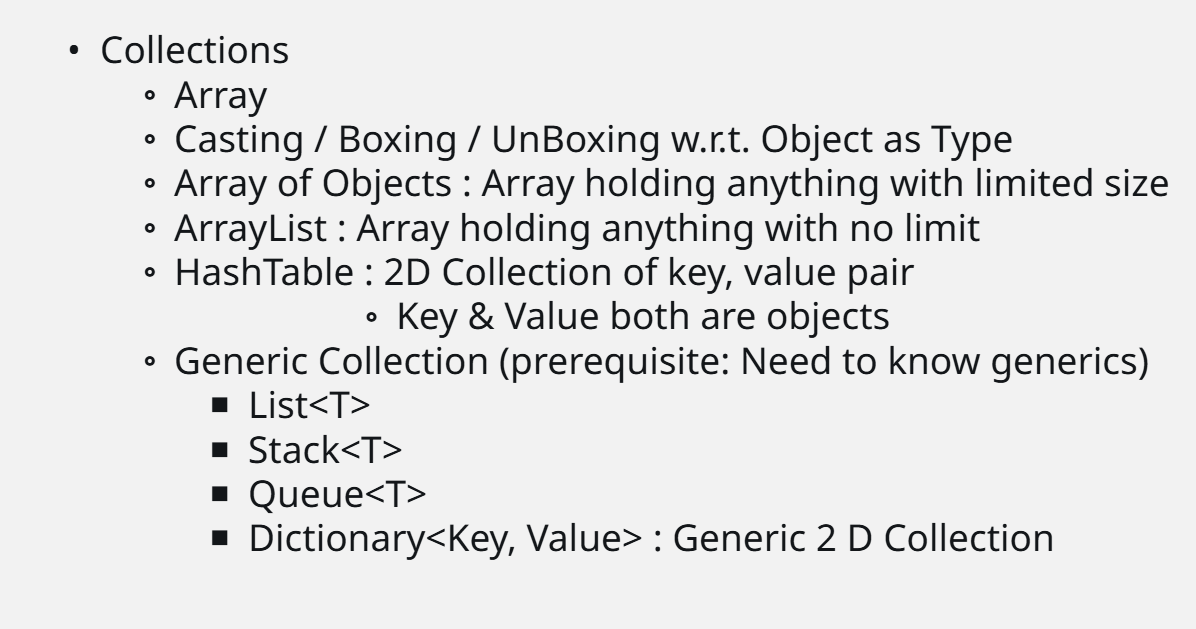 • Collections
∘ Array
∘ Casting / Boxing / UnBoxing w.r.t. Object as Type
∘ Array of Objects : Array holding anything with limited size
∘ ArrayList : Array holding anything with no limit
∘ HashTable : 2D Collection of key, value pair
∘ Key & Value both are objects
∘ Generic Collection (prerequisite: Need to know generics)
■ List<T>
■ Stack<T>
■ Queue<T>
■ Dictionary<Key, Value> : Generic 2 D Collection